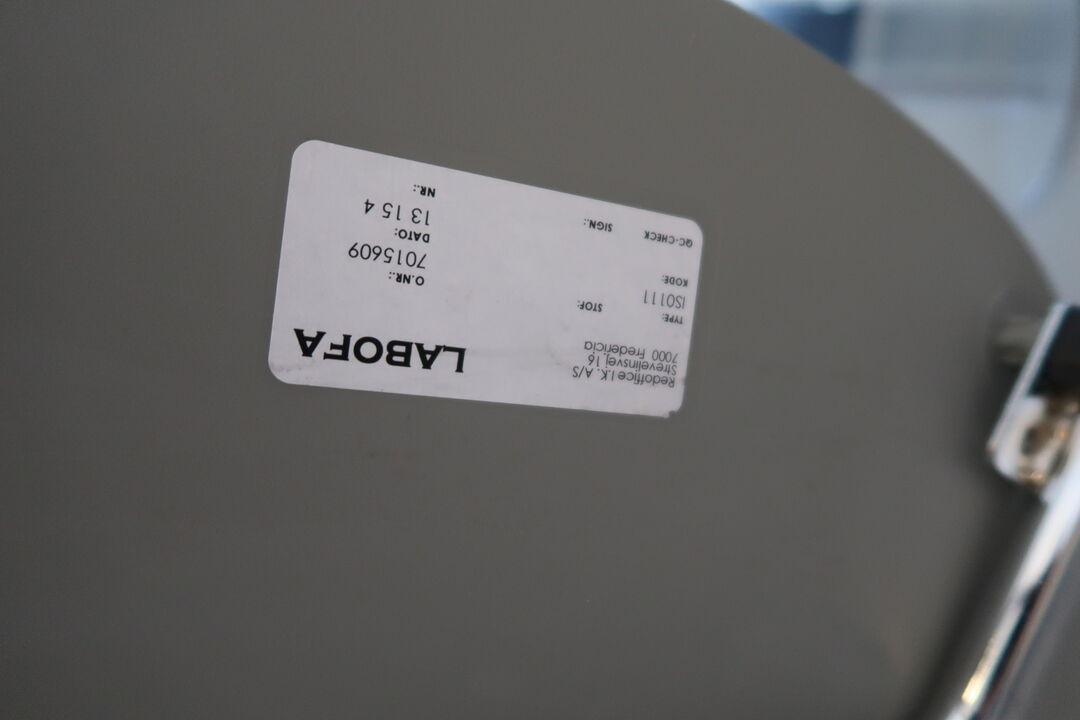 Redoffice I.K. A/S
Strevelinsvej 16
7000 Fredericia
LABOFA
TYPE:
ISO111
STOF:
O.NR.:
7015609
KODE:
DATO:
13 15 4
QC-CHECK
SIGN.:
NR.: